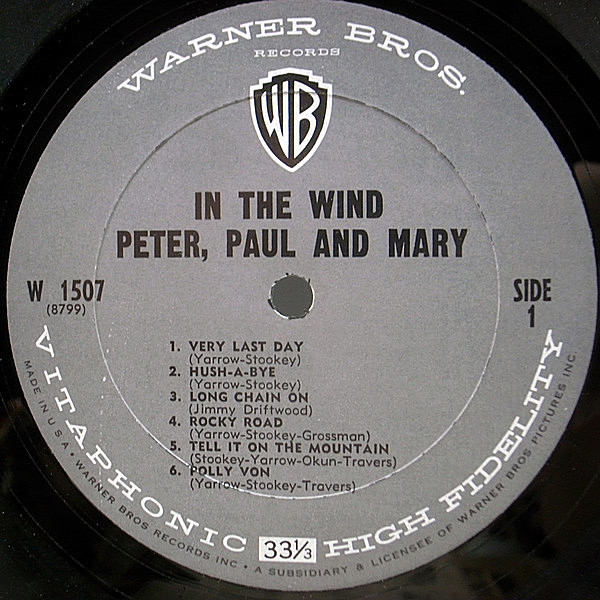 WARNER BROS.
RECORDS
WB
IN THE WIND
PETER, PAUL AND MARY
W 1507
(8799)
SIDE
1
1. VERY LAST DAY
(Yarrow-Stookey)
2. HUSH-A-BYE
(Yarrow-Stookey)
3. LONG CHAIN ON
(Jimmy Driftwood)
4. ROCKY ROAD
(Yarrow-Stookey-Grossman)
5. TELL IT ON THE MOUNTAIN
(Stookey-Yarrow-Okun-Travers)
6. POLLY VON
(Yarrow-Stookey-Travers)
VITAPHONIC 33⅓ HIGH FIDELITY
MADE IN U.S.A. • WARNER BROS RECORDS INC • A SUBSIDIARY & LICENSEE OF WARNER BROS PICTURES INC.